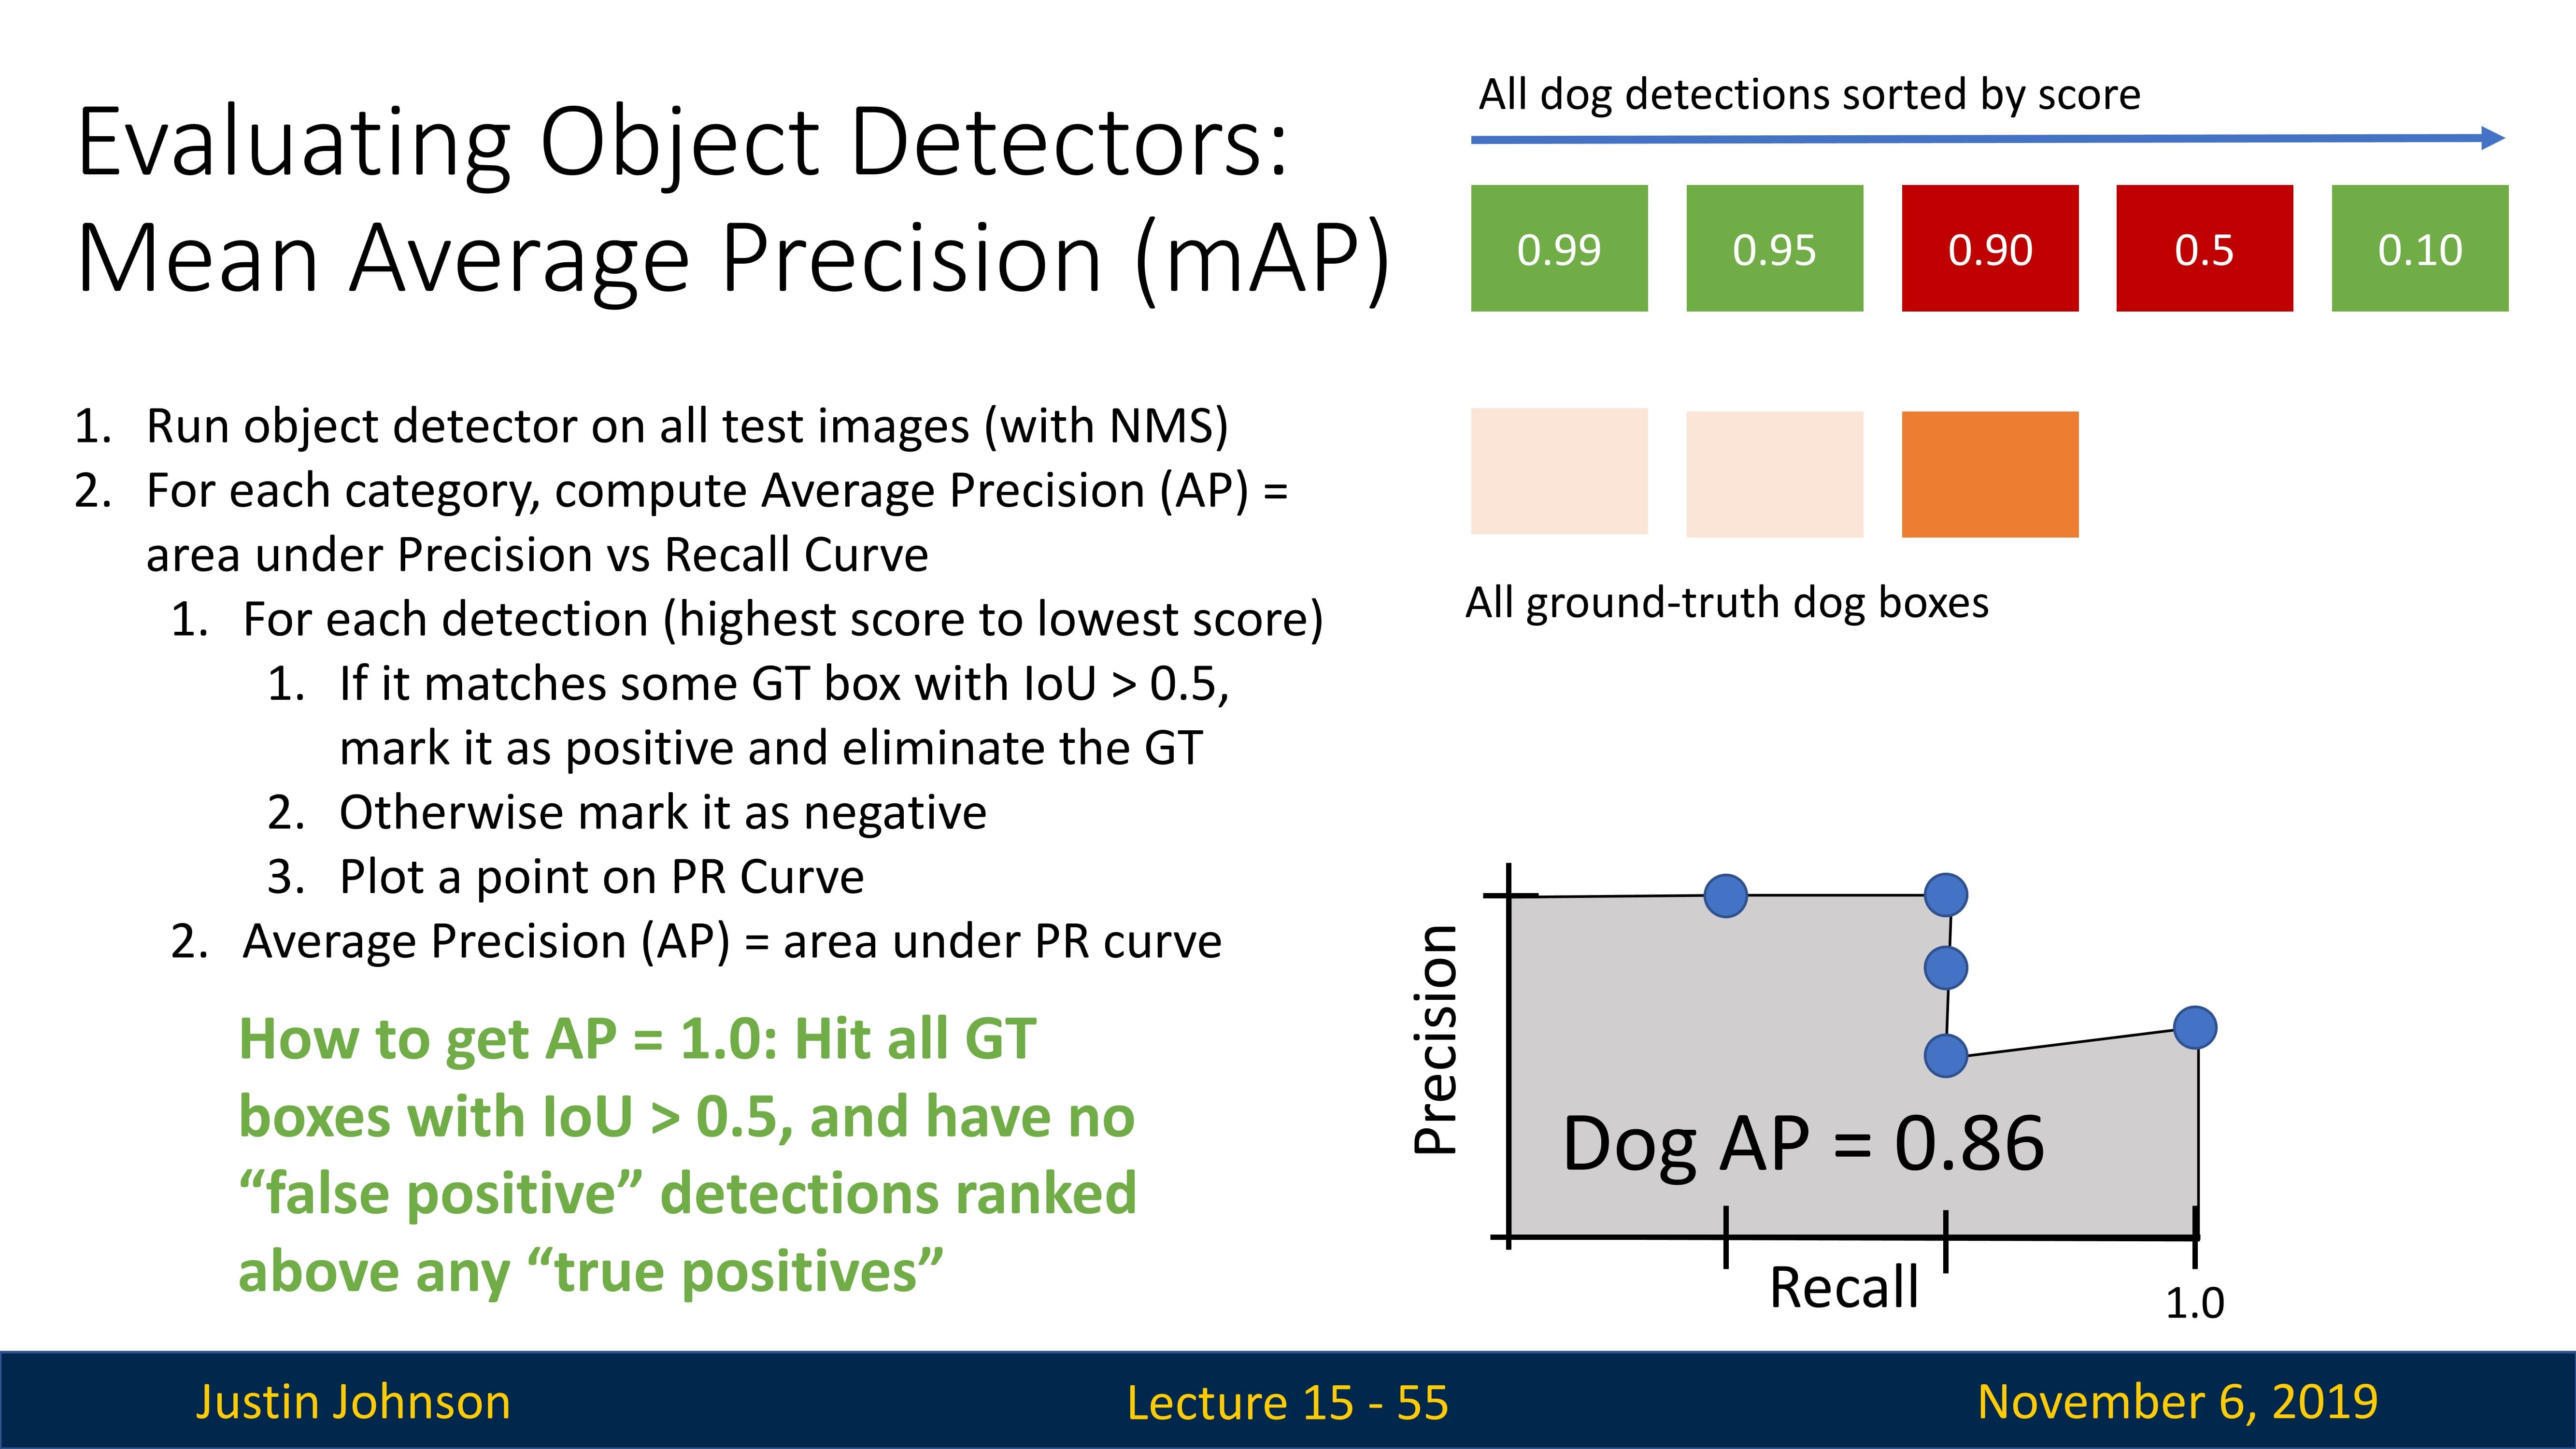 Evaluating Object Detectors:
Mean Average Precision (mAP)
1. Run object detector on all test images (with NMS)
2. For each category, compute Average Precision (AP) =
area under Precision vs Recall Curve
1. For each detection (highest score to lowest score)
1. If it matches some GT box with IoU > 0.5,
mark it as positive and eliminate the GT
2. Otherwise mark it as negative
3. Plot a point on PR Curve
2. Average Precision (AP) = area under PR curve
How to get AP = 1.0: Hit all GT
boxes with IoU > 0.5, and have no
“false positive” detections ranked
above any “true positives”
All dog detections sorted by score
0.99 0.95 0.90 0.5 0.10
All ground-truth dog boxes
Precision
Dog AP = 0.86
Recall
1.0
Justin Johnson
Lecture 15 - 55
November 6, 2019